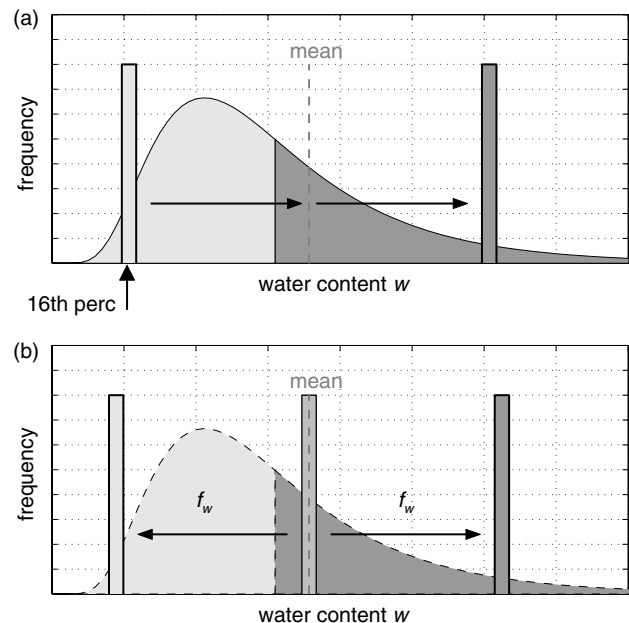 (a)
mean
frequency
water content w
16th perc
(b)
mean
f_w
f_w
frequency
water content w